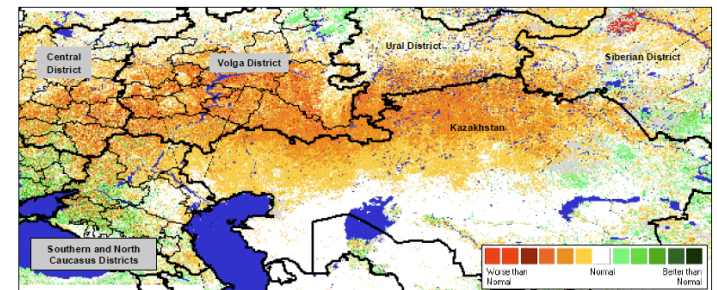 Central
District
Volga District
Ural District
Siberian District
Kazakhstan
Southern and North
Caucasus Districts
Worse than
Normal
Normal
Better than
Normal